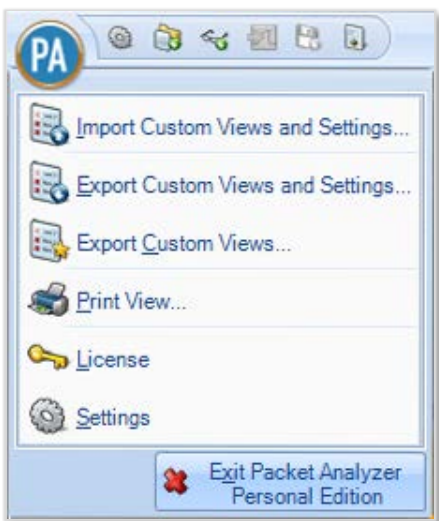 PA
Import Custom Views and Settings...
Export Custom Views and Settings...
Export Custom Views...
Print View...
License
Settings
Exit Packet Analyzer
Personal Edition